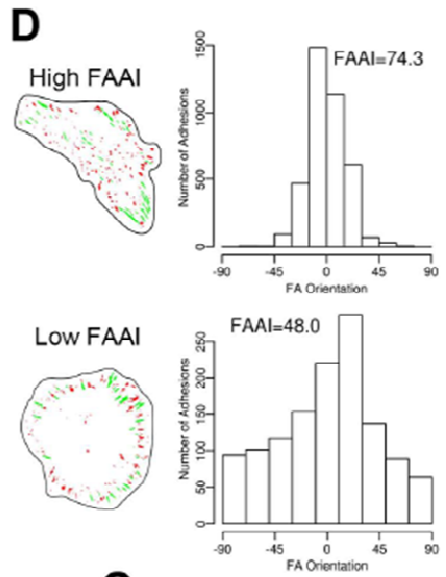 D
High FAAI
FAAI=74.3
Number of Adhesions
0
500
1000
1500
-90
-45
0
45
90
FA Orientation
Low FAAI
FAAI=48.0
Number of Adhesions
0
50
100
150
200
250
-90
-45
0
45
90
FA Orientation